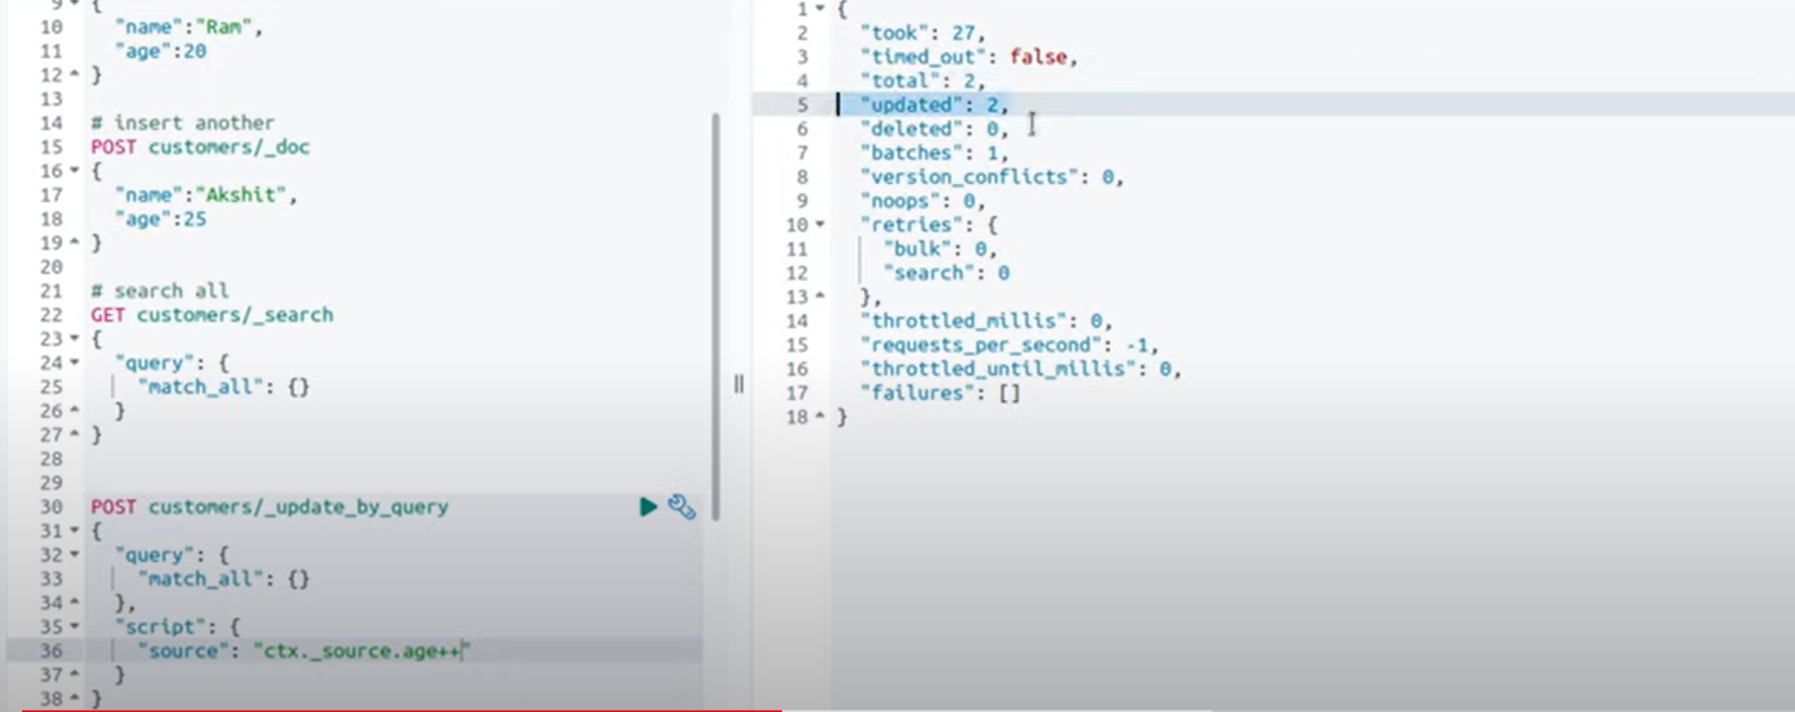 9 {
10 "name":"Ram",
11 "age":20
12 }
13
14 # insert another
15 POST customers/_doc
16 {
17 "name":"Akshit",
18 "age":25
19 }
20
21 # search all
22 GET customers/_search
23 {
24 "query": {
25 "match_all": {}
26 }
27 }
28
29
30 POST customers/_update_by_query
31 {
32 "query": {
33 "match_all": {}
34 },
35 "script": {
36 "source": "ctx._source.age++"
37 }
38 }
1 {
2 "took": 27,
3 "timed_out": false,
4 "total": 2,
5 "updated": 2,
6 "deleted": 0,
7 "batches": 1,
8 "version_conflicts": 0,
9 "noops": 0,
10 "retries": {
11 "bulk": 0,
12 "search": 0
13 },
14 "throttled_millis": 0,
15 "requests_per_second": -1,
16 "throttled_until_millis": 0,
17 "failures": []
18 }